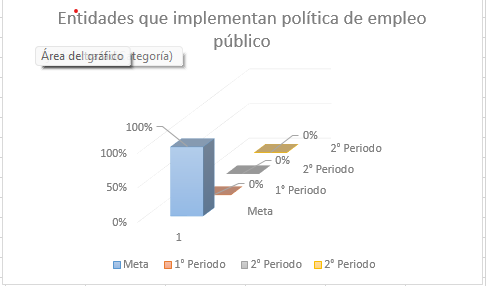 Entidades que implementan política de empleo
público
Área del gráfico
tegoría)
100%
0%
2° Periodo
100%
0%
2° Periodo
50%
0%
1° Periodo
0%
Meta
1
Meta
1° Periodo
2° Periodo
2° Periodo